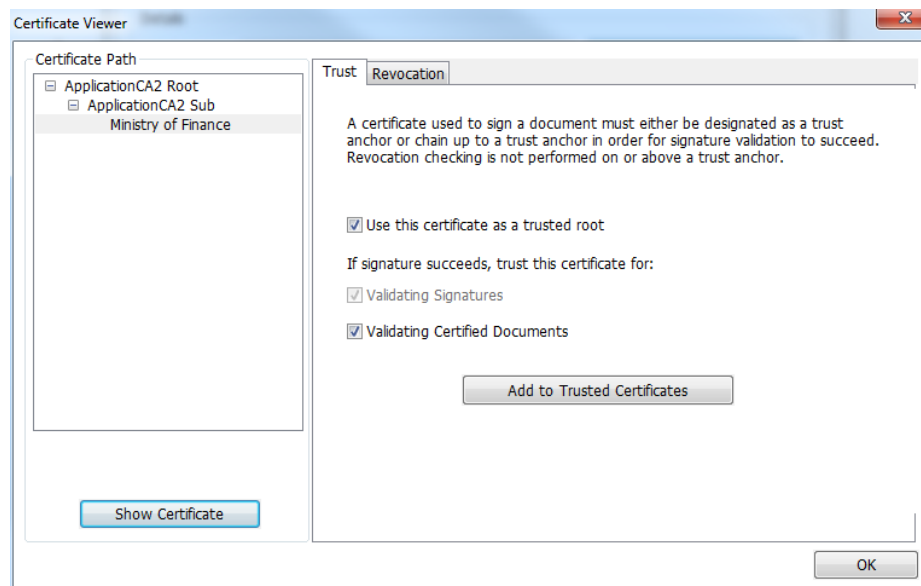 Certificate Viewer
Certificate Path
ApplicationCA2 Root
ApplicationCA2 Sub
Ministry of Finance
Show Certificate
Trust
Revocation
A certificate used to sign a document must either be designated as a trust
anchor or chain up to a trust anchor in order for signature validation to succeed.
Revocation checking is not performed on or above a trust anchor.
Use this certificate as a trusted root
If signature succeeds, trust this certificate for:
Validating Signatures
Validating Certified Documents
Add to Trusted Certificates
OK